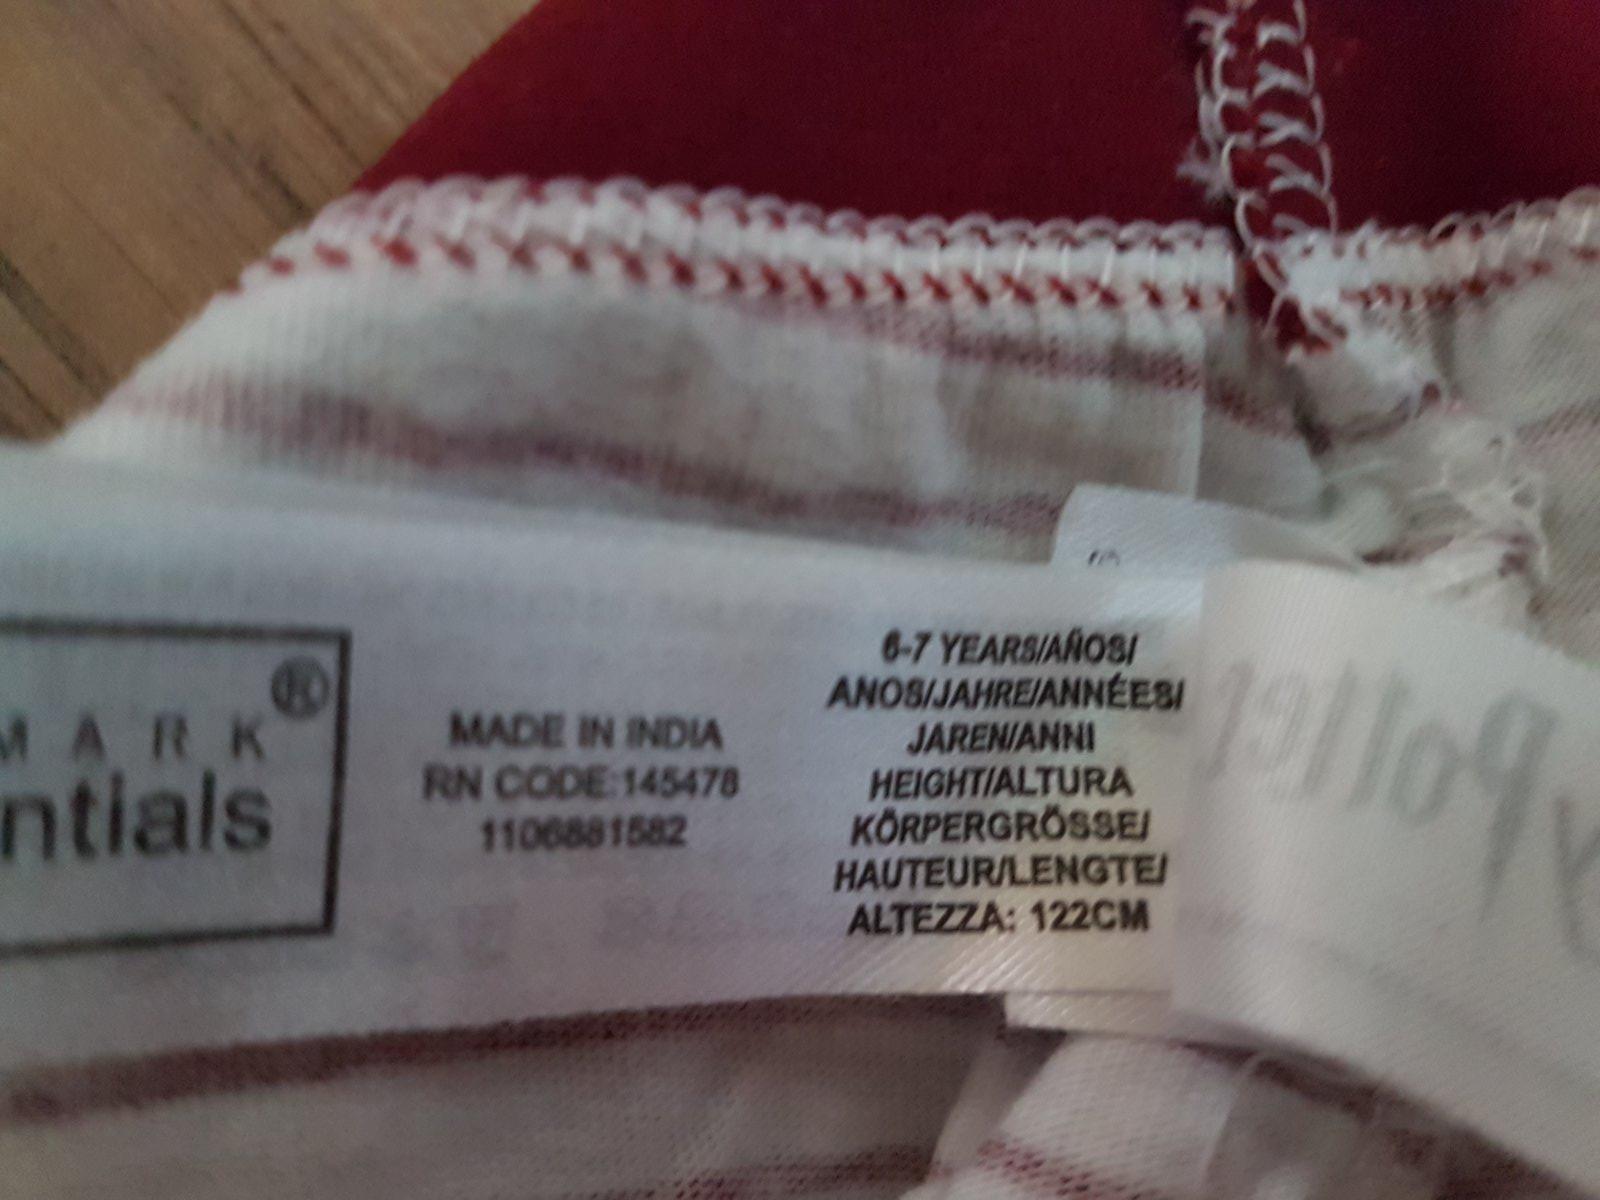 MARK®
ntials
MADE IN INDIA
RN CODE:145478
1106881582
6-7 YEARS/AÑOS/
ANOS/JAHRE/ANNÉES/
JAREN/ANNI
HEIGHT/ALTURA
KÖRPERGRÖSSE/
HAUTEUR/LENGTE/
ALTEZZA: 122CM